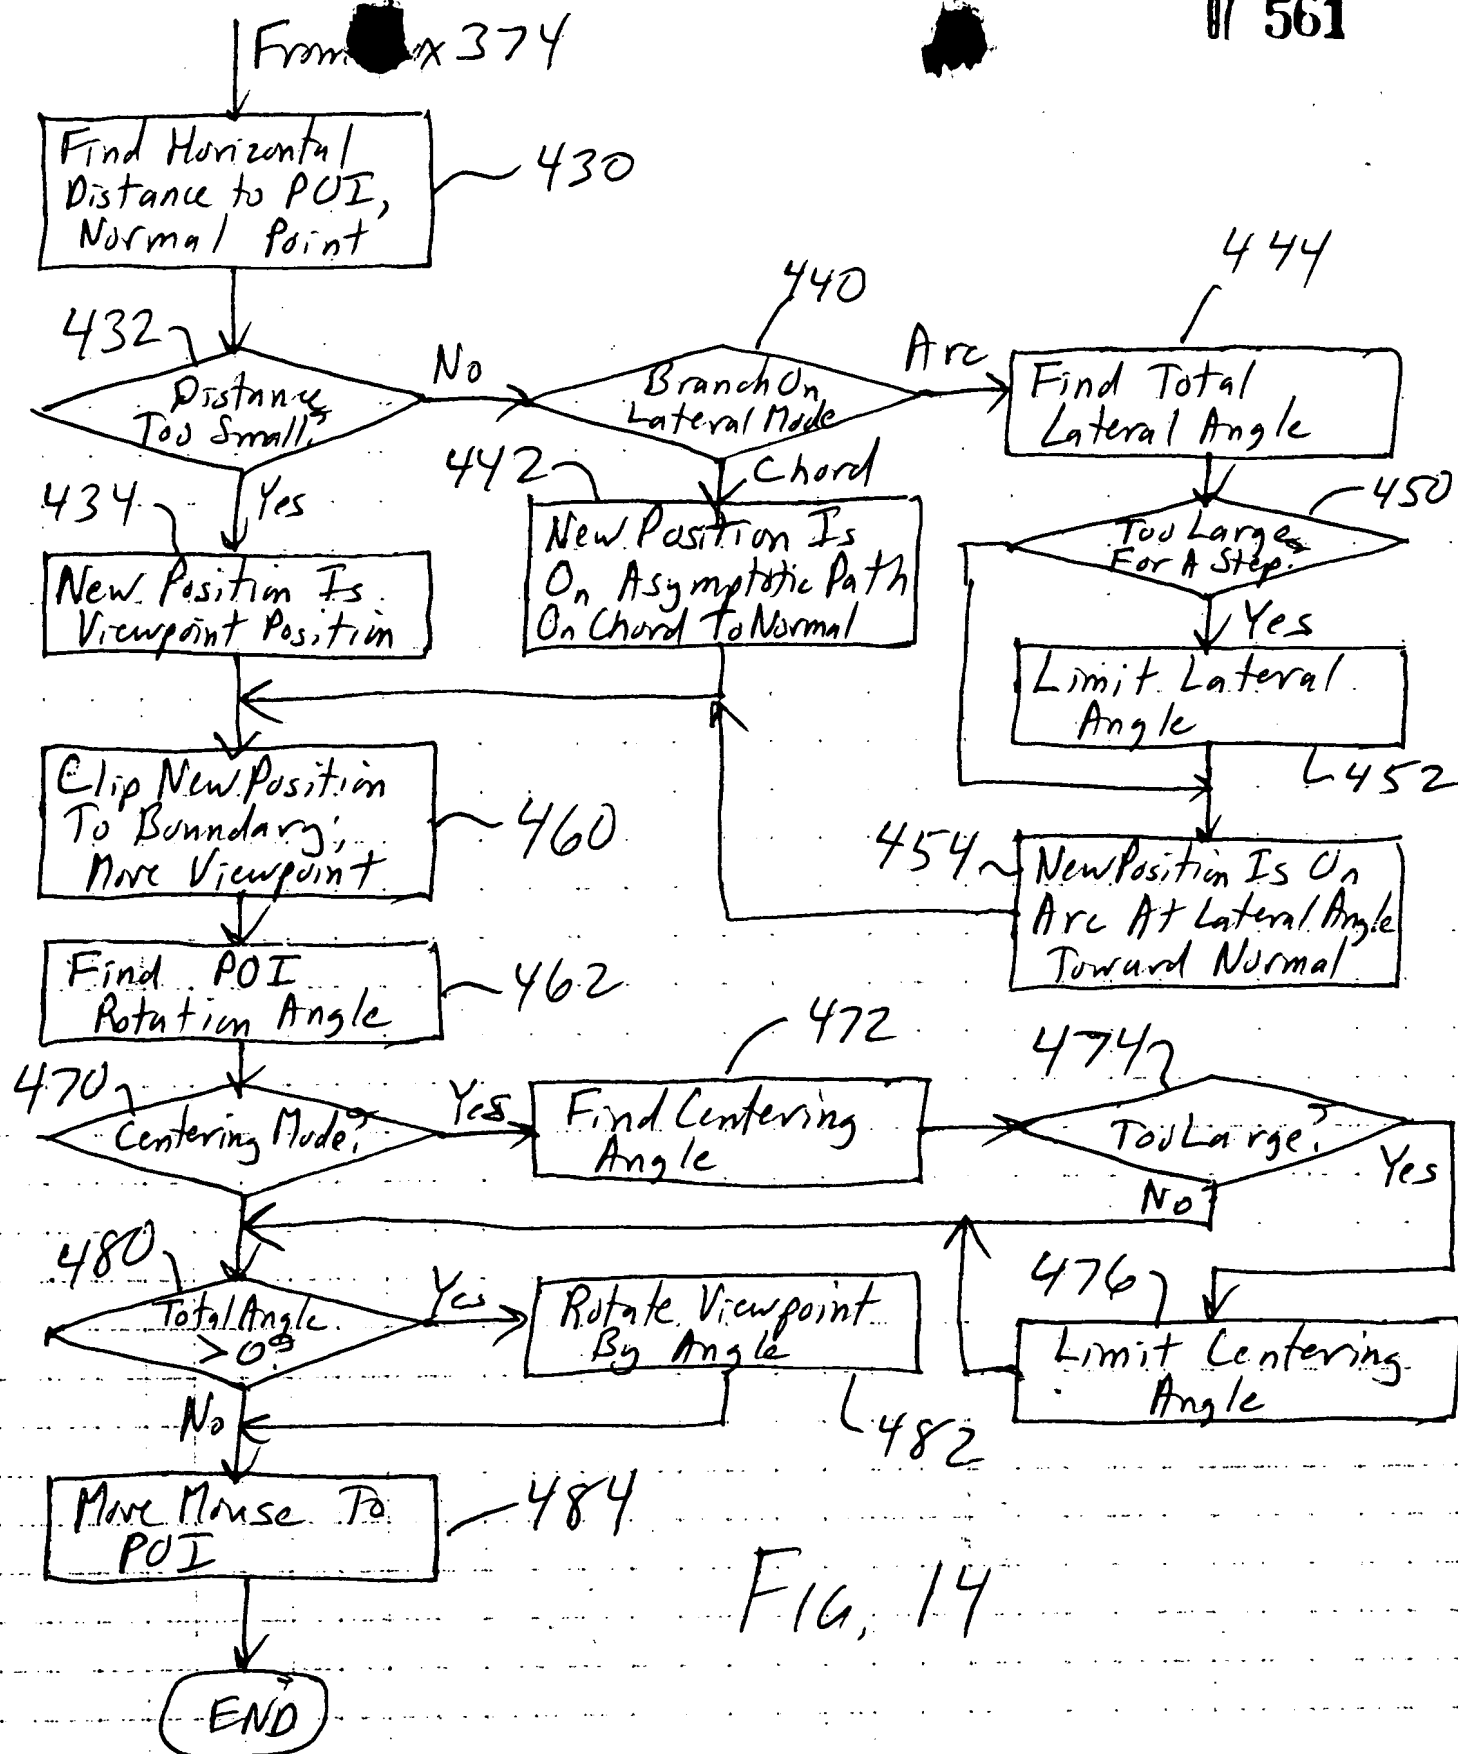 561
From x 374
Find Horizontal
Distance to POI,
Normal Point
430
432
Distance
Too Small?
No
Yes
440
Branch On
Lateral Mode
Arc
Chord
444
Find Total
Lateral Angle
434
New Position Is
Viewpoint Position
442
New Position Is
On Asymptotic Path
On Chord To Normal
450
Too Large
For A Step?
Yes
Limit Lateral
Angle
452
454
New Position Is On
Arc At Lateral Angle
Toward Normal
Clip New Position
To Boundary;
Move Viewpoint
460
Find POI
Rotation Angle
462
470
Centering Mode?
Yes
472
Find Centering
Angle
474
Too Large?
No
Yes
476
Limit Centering
Angle
480
Total Angle
> 0?
Yes
No
Rotate Viewpoint
By Angle
482
Move Mouse To
POI
484
END
FIG. 14